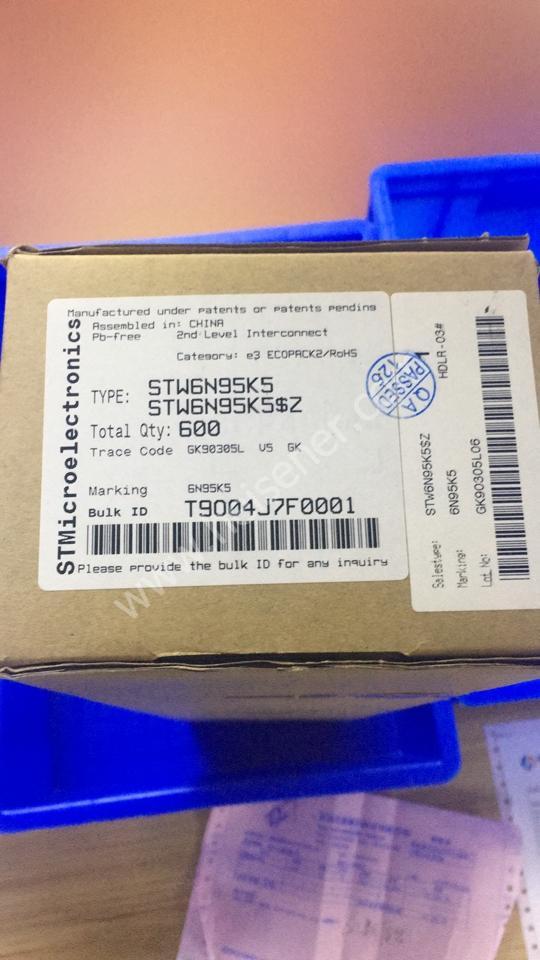 STMicroelectronics
Manufactured under patents or patents pending
Assembled in: CHINA
Pb-free 2nd Level Interconnect
Category: e3 ECOPACK2/RoHS
TYPE: STW6N95K5
STW6N95K5$Z
Total Qty: 600
Trace Code GK90305L V5 GK
Marking 6N95K5
Bulk ID T9004J7F0001
Please provide the bulk ID for any inquiry
QA
PASSED
126
1
HDLR-03#
Salestype: STW6N95K5$Z
Marking: 6N95K5
Lot No: GK90305L06